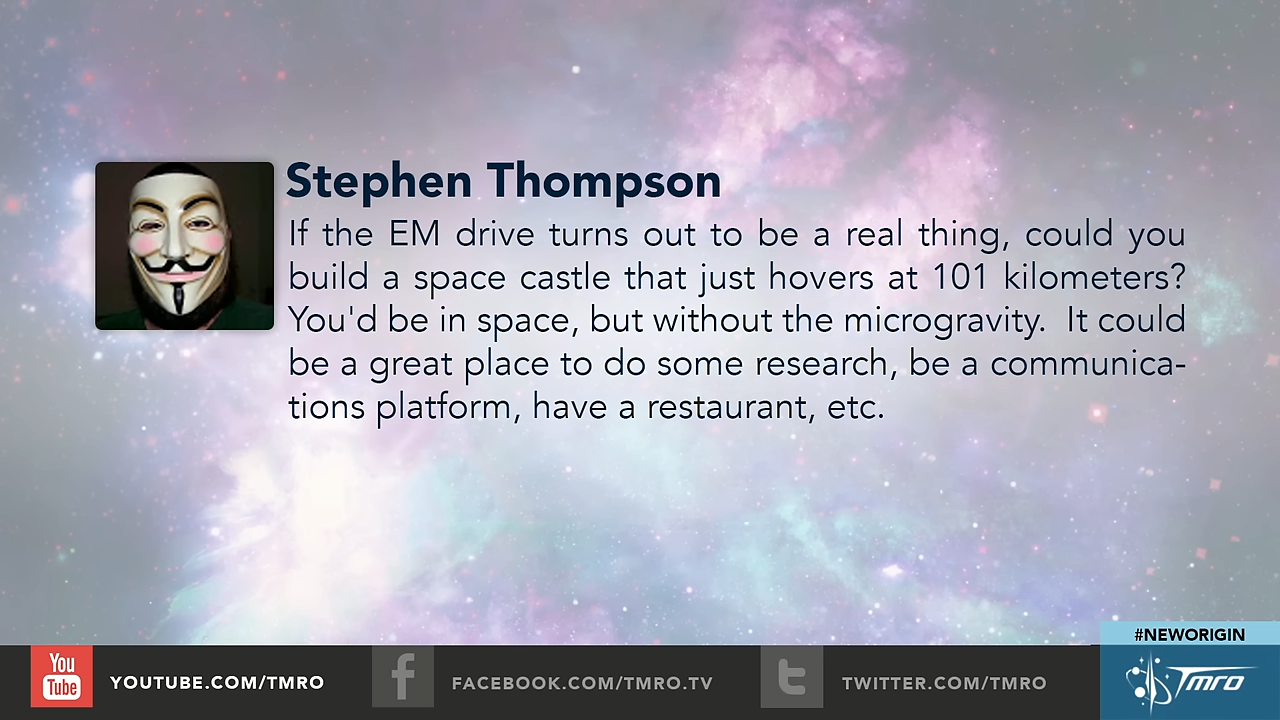 Stephen Thompson
If the EM drive turns out to be a real thing, could you
build a space castle that just hovers at 101 kilometers?
You'd be in space, but without the microgravity. It could
be a great place to do some research, be a communica-
tions platform, have a restaurant, etc.
#NEWORIGIN
You
Tube
YOUTUBE.COM/TMRO
FACEBOOK.COM/TMRO.TV
TWITTER.COM/TMRO
Tmro